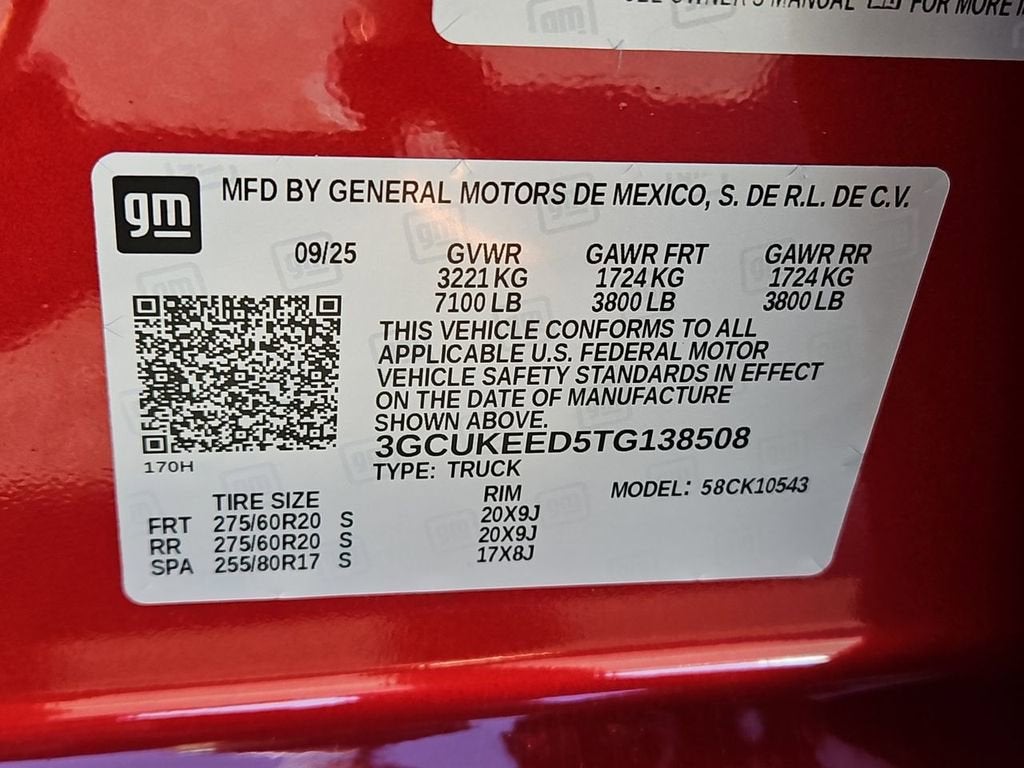 OWNER'S MANUAL FOR MORE
gm
MFD BY GENERAL MOTORS DE MEXICO, S. DE R.L. DE C.V.
09/25 GVWR GAWR FRT GAWR RR
3221 KG 1724 KG 1724 KG
7100 LB 3800 LB 3800 LB
THIS VEHICLE CONFORMS TO ALL
APPLICABLE U.S. FEDERAL MOTOR
VEHICLE SAFETY STANDARDS IN EFFECT
ON THE DATE OF MANUFACTURE
SHOWN ABOVE.
3GCUKEED5TG138508
170H
TYPE: TRUCK
TIRE SIZE RIM MODEL: 58CK10543
FRT 275/60R20 S 20X9J
RR 275/60R20 S 20X9J
SPA 255/80R17 S 17X8J